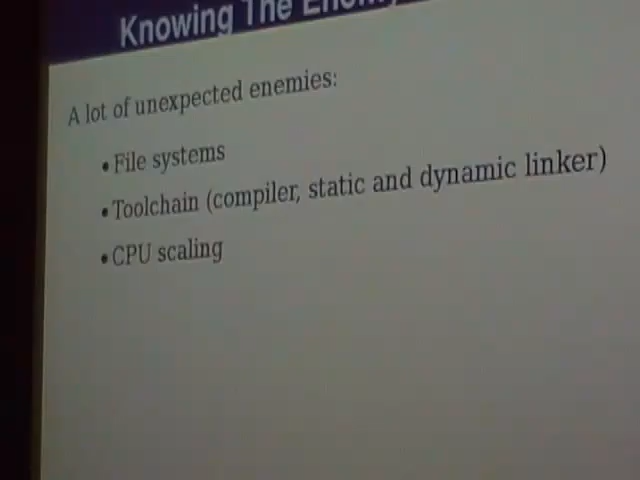 Knowing The Enemy
A lot of unexpected enemies:
• File systems
• Toolchain (compiler, static and dynamic linker)
• CPU scaling